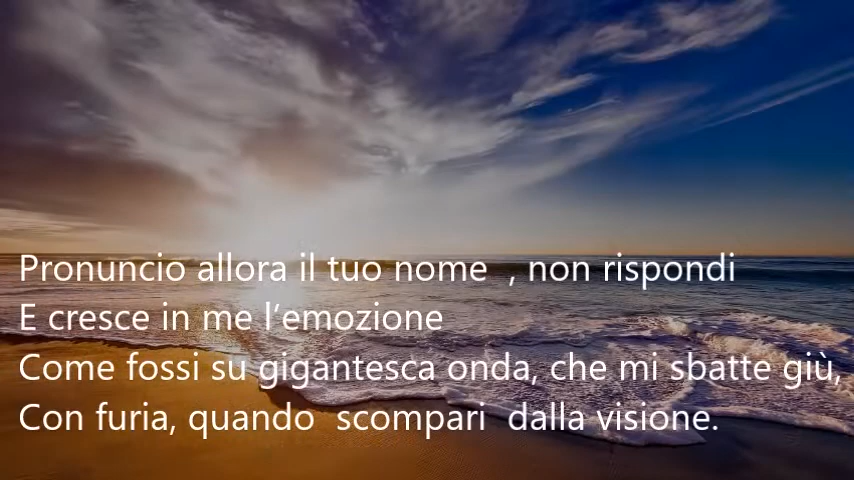 Pronuncio allora il tuo nome  , non rispondi
E cresce in me l’emozione
Come fossi su gigantesca onda, che mi sbatte giù,
Con furia, quando  scompari  dalla visione.